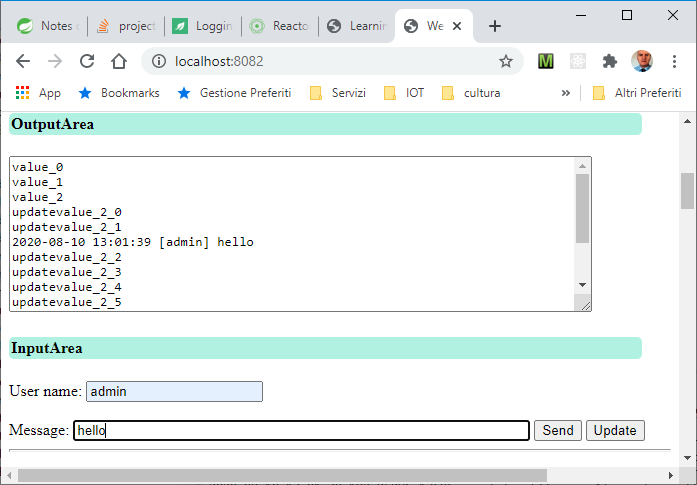 Notes
project
Loggin
Reacto
Learnin
We
localhost:8082
M
App
Bookmarks
Gestione Preferiti
Servizi
IOT
cultura
»
Altri Preferiti
OutputArea
value_0
value_1
value_2
updatevalue_2_0
updatevalue_2_1
2020-08-10 13:01:39 [admin] hello
updatevalue_2_2
updatevalue_2_3
updatevalue_2_4
updatevalue_2_5
InputArea
User name: admin
Message: hello Send Update